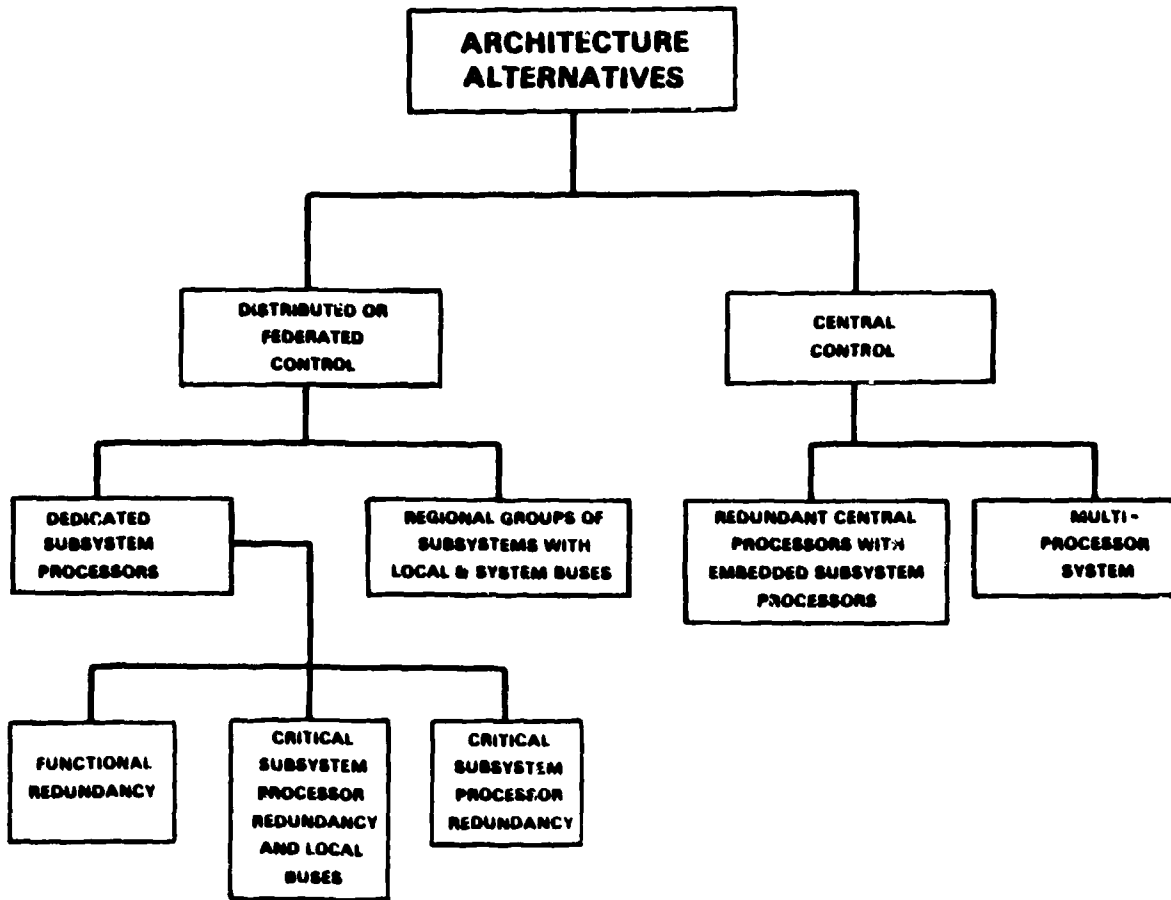 ARCHITECTURE
ALTERNATIVES
DISTRIBUTED OR
FEDERATED
CONTROL
CENTRAL
CONTROL
DEDICATED
SUBSYSTEM
PROCESSORS
REGIONAL GROUPS OF
SUBSYSTEMS WITH
LOCAL & SYSTEM BUSES
REDUNDANT CENTRAL
PROCESSORS WITH
EMBEDDED SUBSYSTEM
PROCESSORS
MULTI -
PROCESSOR
SYSTEM
FUNCTIONAL
REDUNDANCY
CRITICAL
SUBSYSTEM
PROCESSOR
REDUNDANCY
AND LOCAL
BUSES
CRITICAL
SUBSYSTEM
PROCESSOR
REDUNDANCY